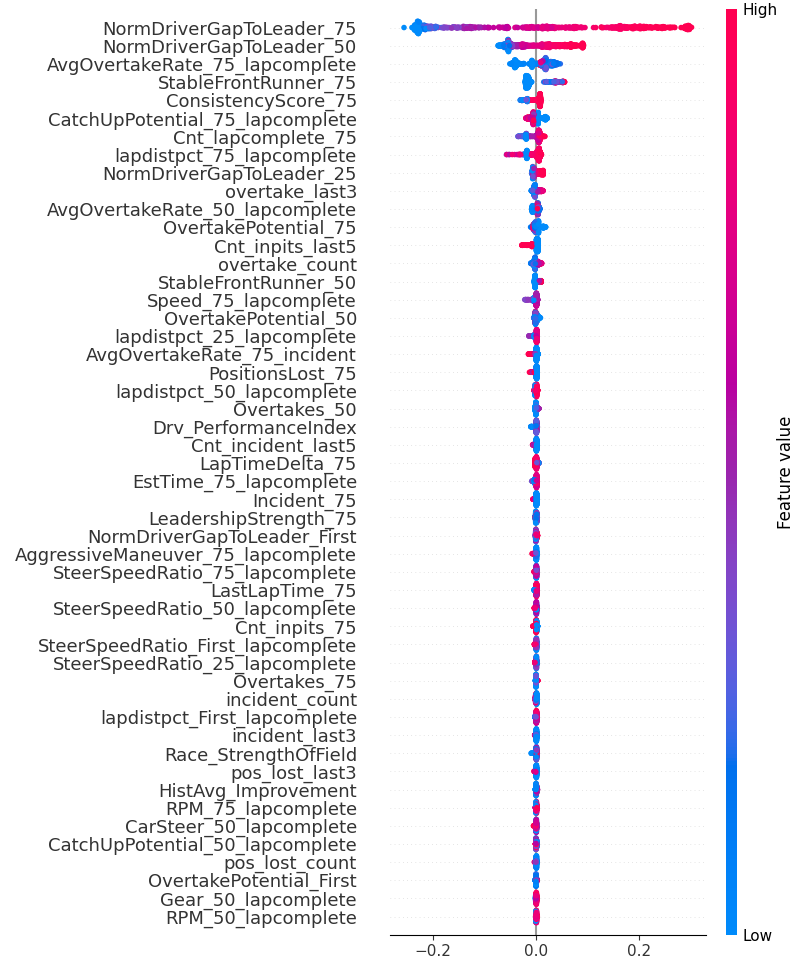 High
NormDriverGapToLeader_75
NormDriverGapToLeader_50
AvgOvertakeRate_75_lapcomplete
StableFrontRunner_75
ConsistencyScore_75
CatchUpPotential_75_lapcomplete
Cnt_lapcomplete_75
lapdistpct_75_lapcomplete
NormDriverGapToLeader_25
overtake_last3
AvgOvertakeRate_50_lapcomplete
OvertakePotential_75
Cnt_inpits_last5
overtake_count
StableFrontRunner_50
Speed_75_lapcomplete
OvertakePotential_50
lapdistpct_25_lapcomplete
AvgOvertakeRate_75_incident
PositionsLost_75
lapdistpct_50_lapcomplete
Overtakes_50
Drv_PerformanceIndex
Cnt_incident_last5
LapTimeDelta_75
EstTime_75_lapcomplete
Incident_75
LeadershipStrength_75
NormDriverGapToLeader_First
AggressiveManeuver_75_lapcomplete
SteerSpeedRatio_75_lapcomplete
LastLapTime_75
SteerSpeedRatio_50_lapcomplete
Cnt_inpits_75
SteerSpeedRatio_First_lapcomplete
SteerSpeedRatio_25_lapcomplete
Overtakes_75
incident_count
lapdistpct_First_lapcomplete
incident_last3
Race_StrengthOfField
pos_lost_last3
HistAvg_Improvement
RPM_75_lapcomplete
CarSteer_50_lapcomplete
CatchUpPotential_50_lapcomplete
pos_lost_count
OvertakePotential_First
Gear_50_lapcomplete
RPM_50_lapcomplete
−0.2 0.0 0.2
Low
Feature value